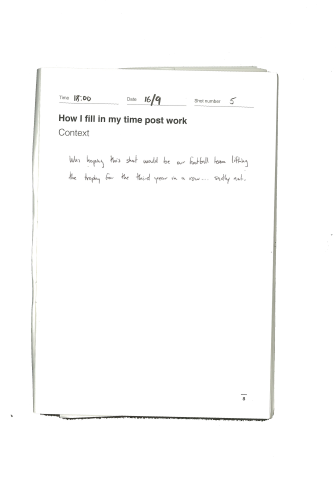 Time 18:00 Date 16/9 Shot number 5
How I fill in my time post work
Context
Was hoping this shot would be our football team lifting
the trophy for the third year in a row... sadly not.
8